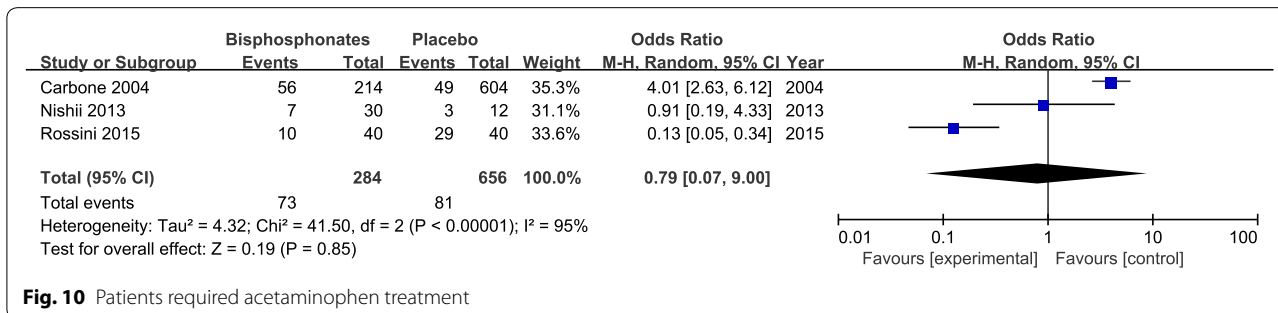 Bisphosphonates Placebo Odds Ratio Odds Ratio
Study or Subgroup Events Total Events Total Weight M-H, Random, 95% CI Year M-H, Random, 95% CI
Carbone 2004 56 214 49 604 35.3% 4.01 [2.63, 6.12] 2004
Nishii 2013 7 30 3 12 31.1% 0.91 [0.19, 4.33] 2013
Rossini 2015 10 40 29 40 33.6% 0.13 [0.05, 0.34] 2015
Total (95% CI) 284 656 100.0% 0.79 [0.07, 9.00]
Total events 73 81
Heterogeneity: Tau² = 4.32; Chi² = 41.50, df = 2 (P < 0.00001); I² = 95%
Test for overall effect: Z = 0.19 (P = 0.85)
0.01 0.1 1 10 100
Favours [experimental] Favours [control]
Fig. 10 Patients required acetaminophen treatment